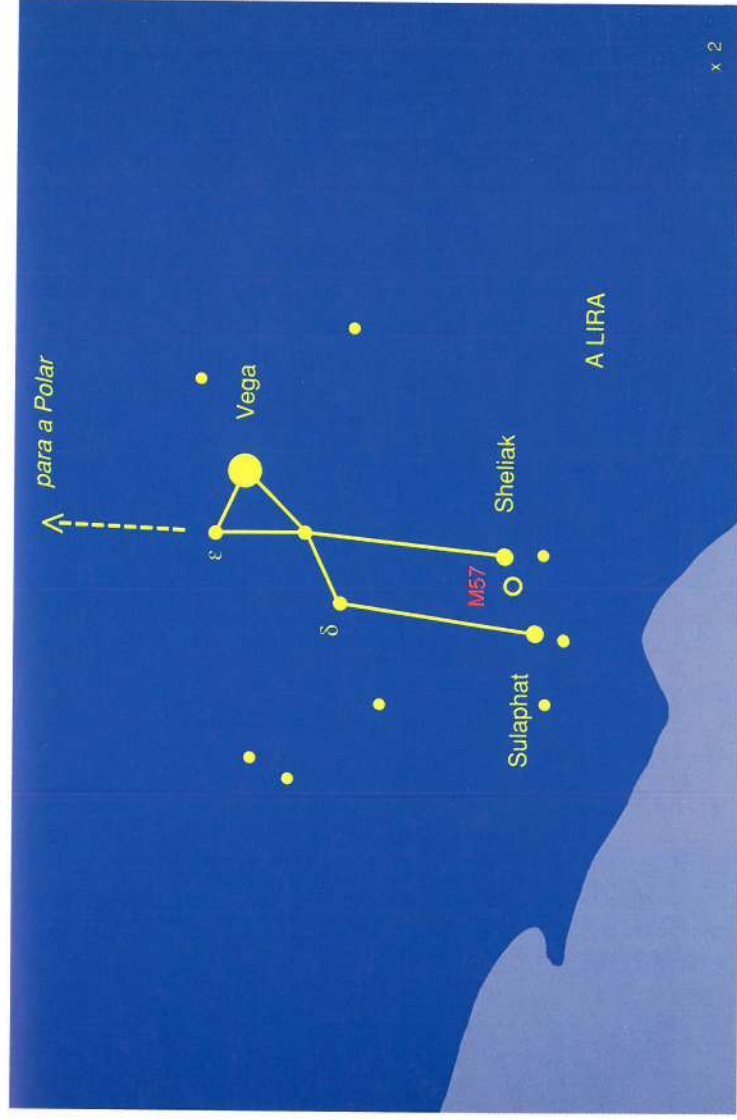 para a Polar
ε
Vega
δ
M57
Sheliak
Sulaphat
A LIRA
x 2